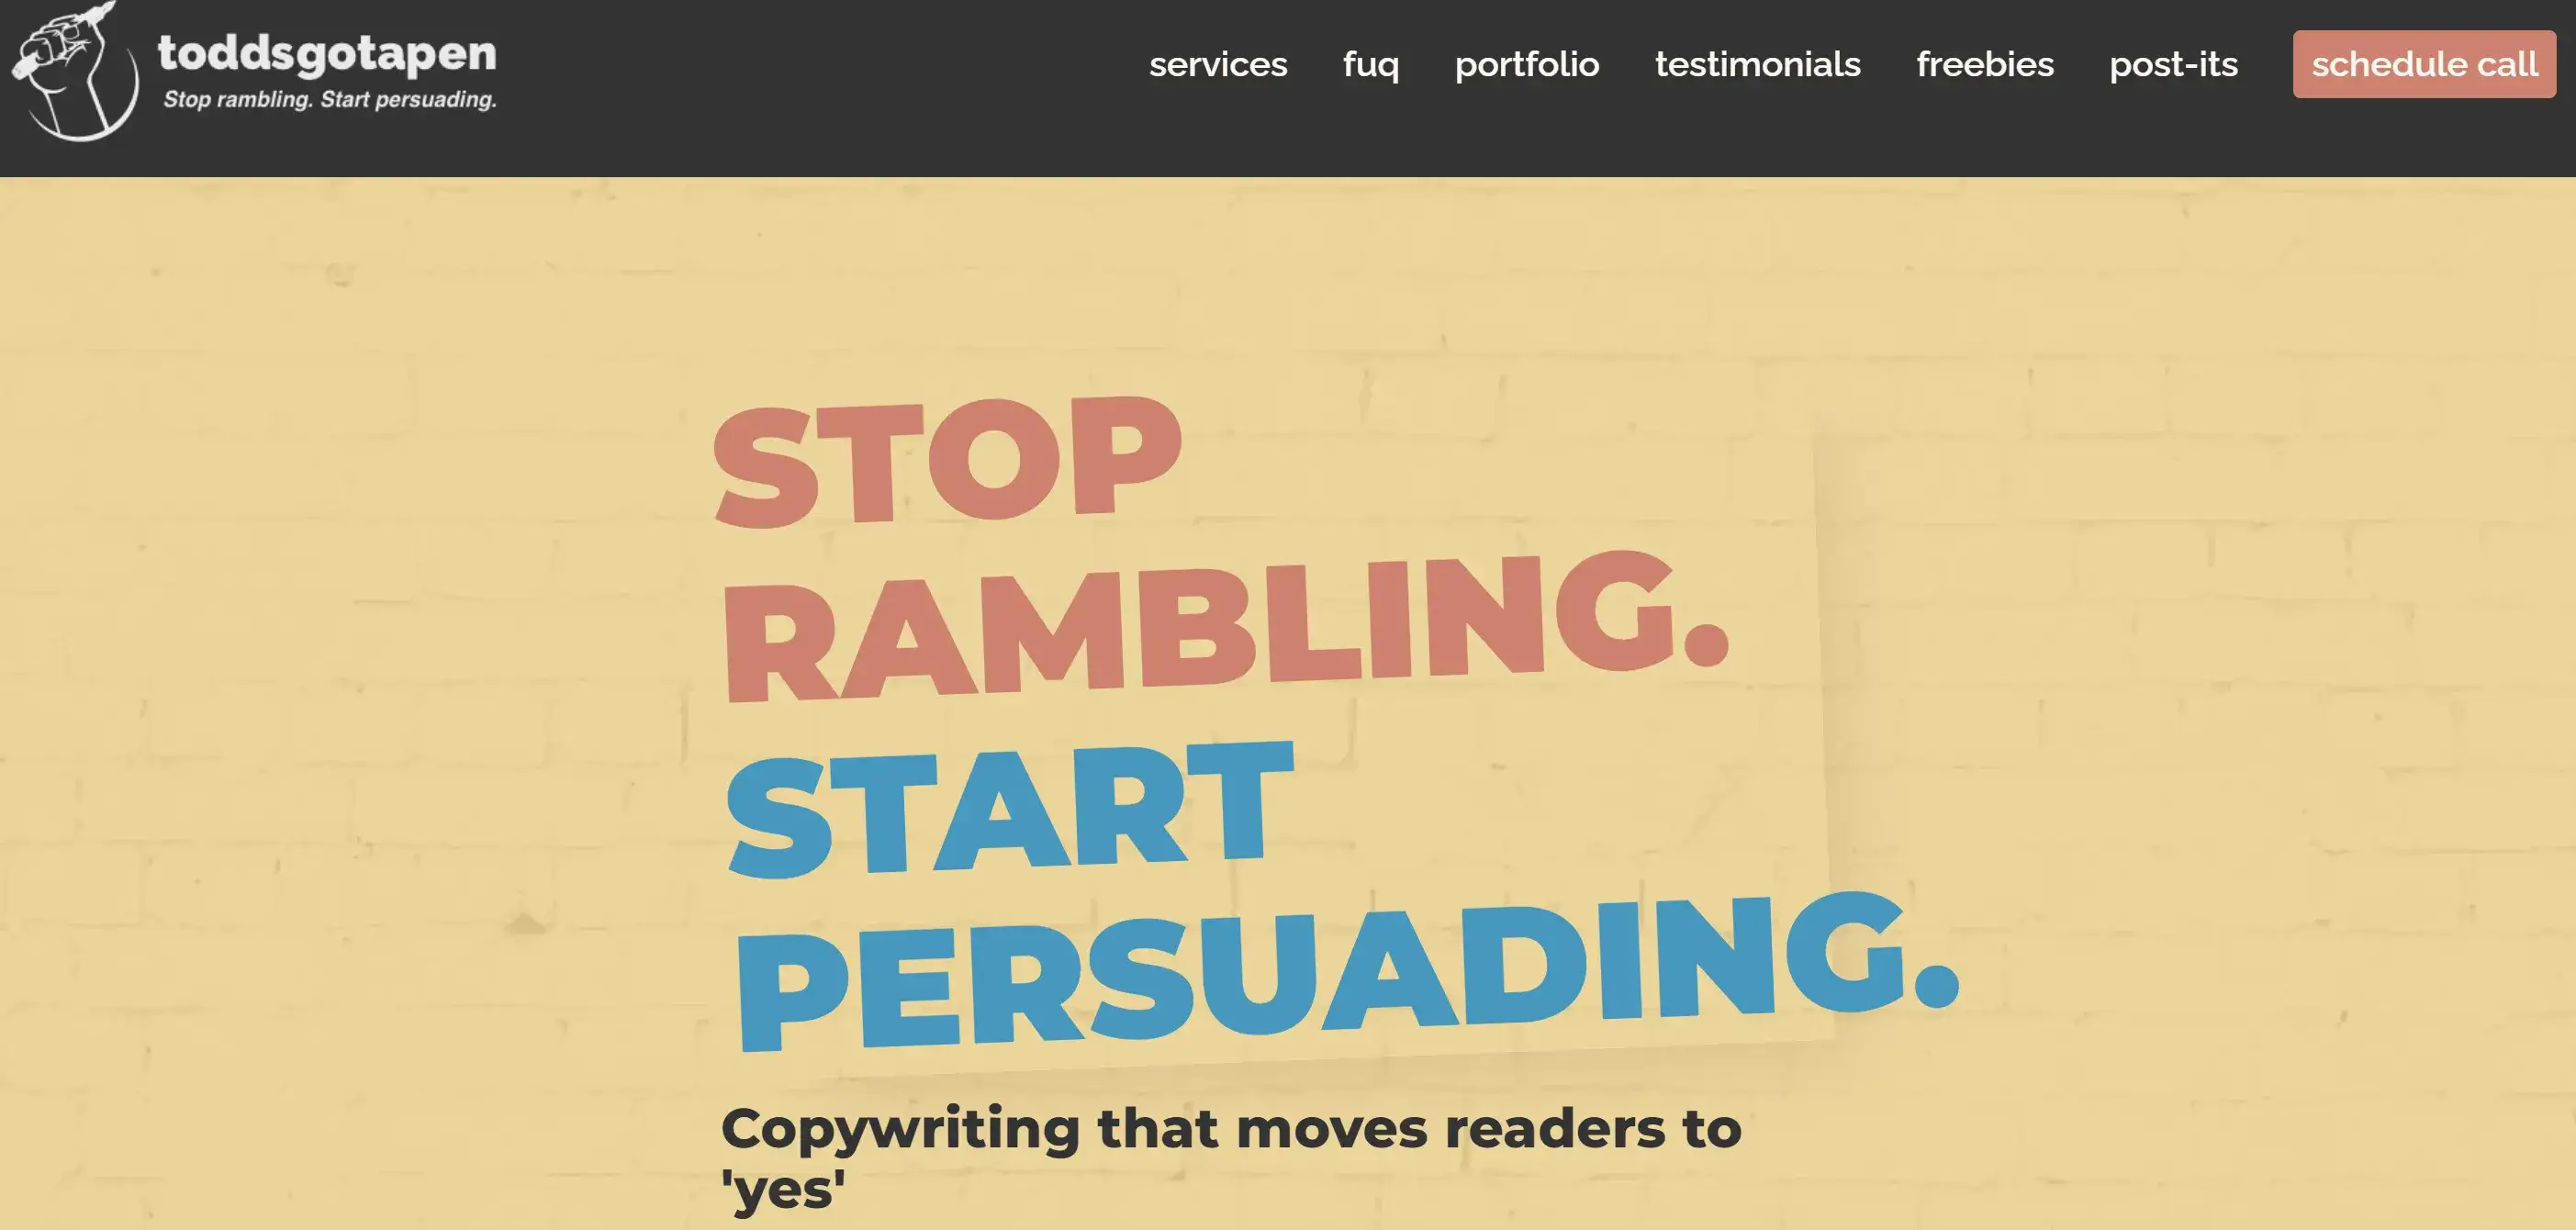 toddsgotapen
Stop rambling. Start persuading.
services fuq portfolio testimonials freebies post-its schedule call
STOP
RAMBLING.
START
PERSUADING.
Copywriting that moves readers to
'yes'